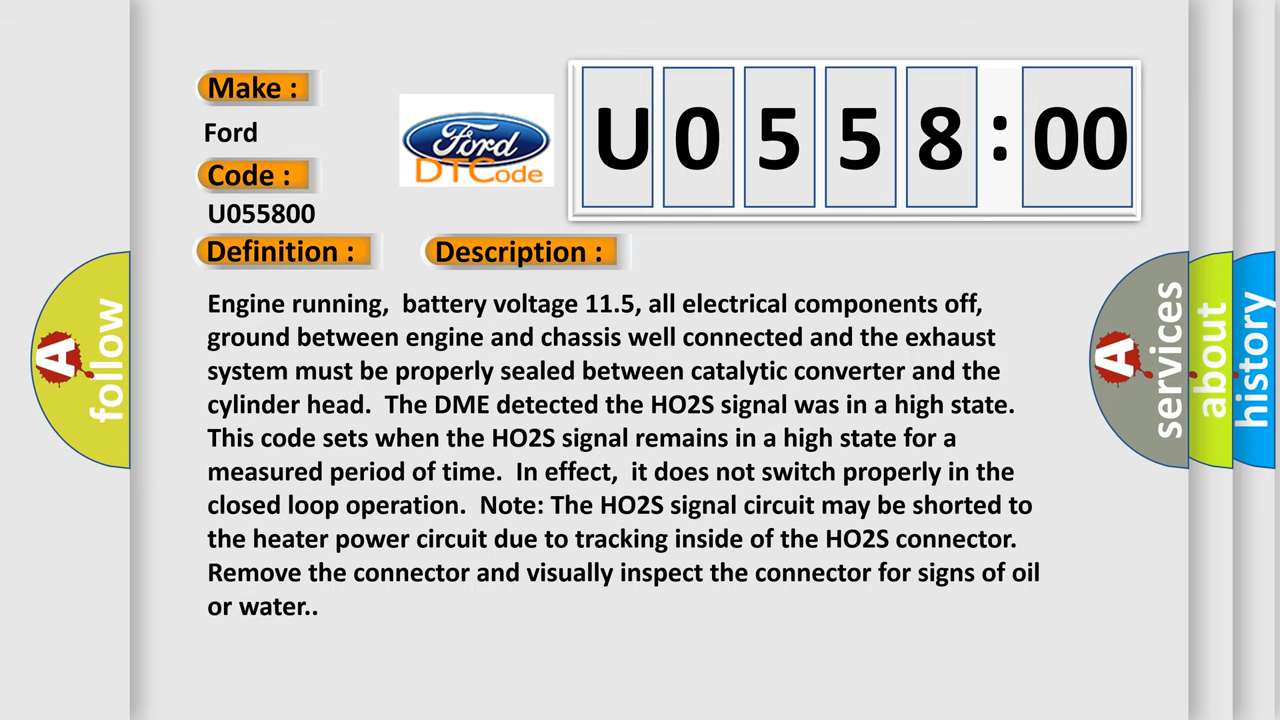 Make :
Ford
Code :
U055800
Definition :
Description :
Ford
DTCode
U0558:00
Engine running,  battery voltage 11.5, all electrical components off,
ground between engine and chassis well connected and the exhaust
system must be properly sealed between catalytic converter and the
cylinder head  The DME detected the HO2S signal was in a high state.
This code sets when the HO2S signal remains in a high state for a
measured period of time  In effect,  it does not switch properly in the
closed loop operation  Note: The HO2S signal circuit may be shorted to
the heater power circuit due to tracking inside of the HO2S connector.
Remove the connector and visually inspect the connector for signs of oil
or water..
A
follow
A
services
about
history